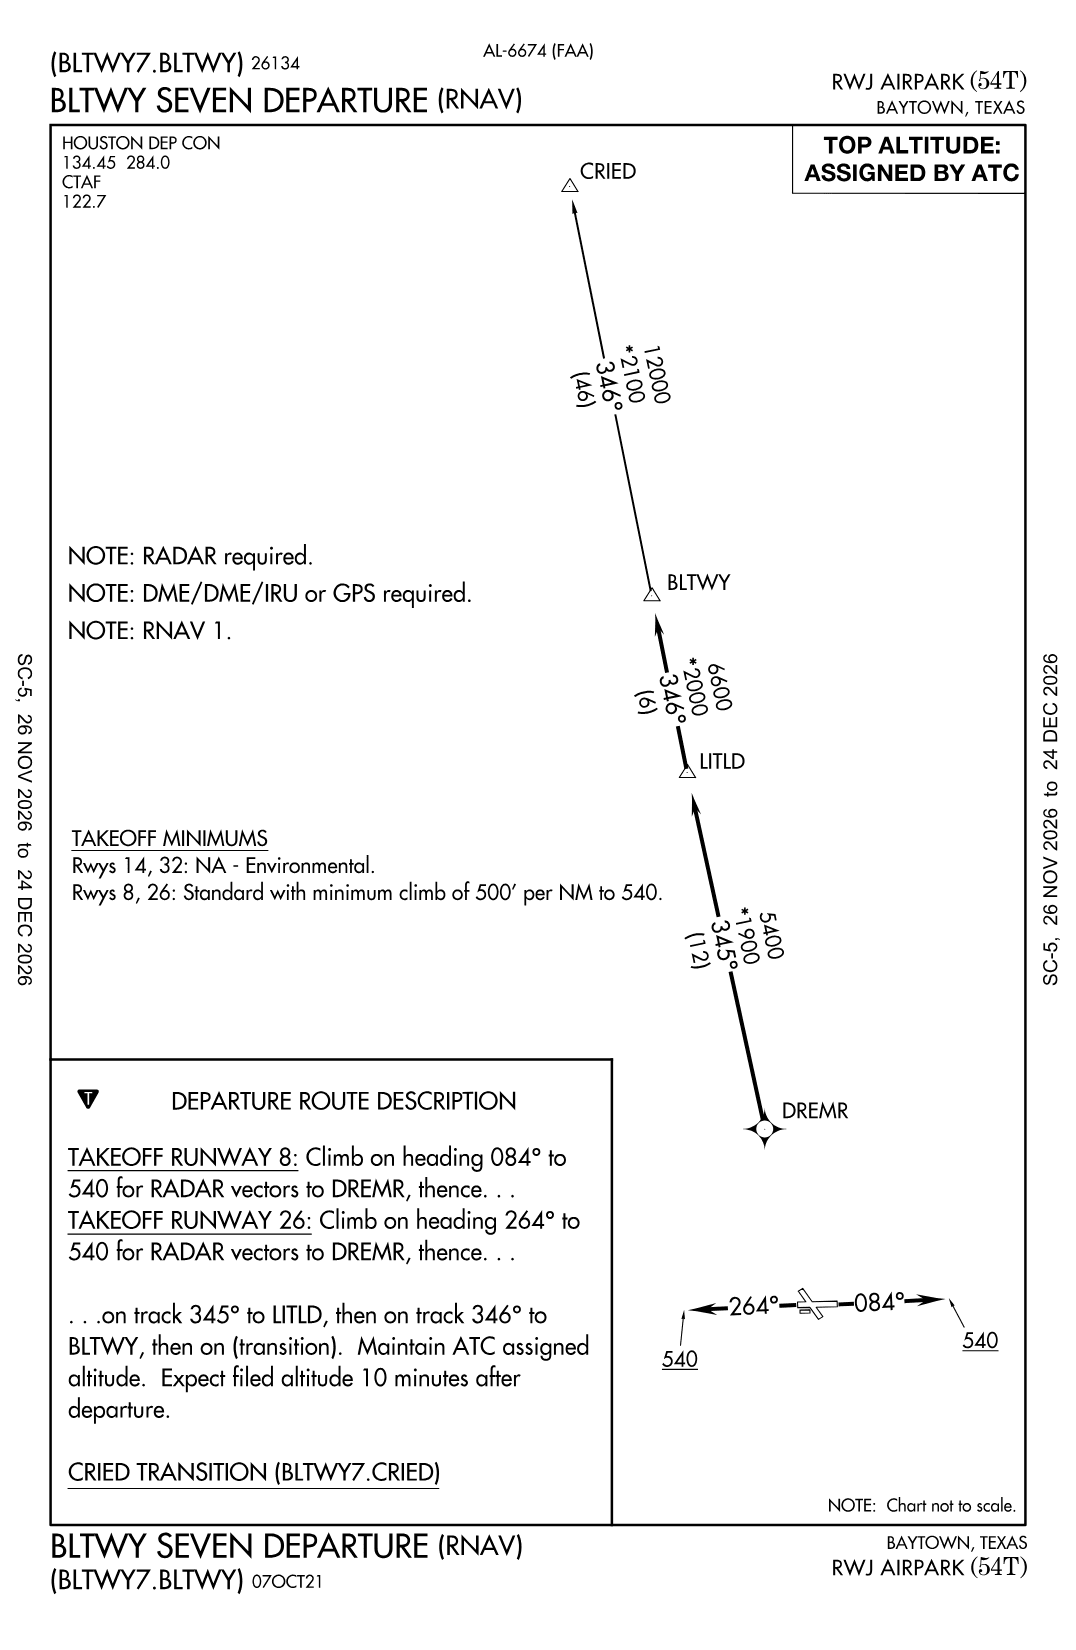 (BLTWY7.BLTWY) 26134
AL-6674 (FAA)
BLTWY SEVEN DEPARTURE (RNAV)
RWJ AIRPARK (54T)
BAYTOWN, TEXAS
HOUSTON DEP CON
134.45 284.0
CTAF
122.7
TOP ALTITUDE:
ASSIGNED BY ATC
CRIED
12000
*2100
346°
(46)
NOTE: RADAR required.
NOTE: DME/DME/IRU or GPS required.
NOTE: RNAV 1.
BLTWY
6600
*2000
346°
(6)
LITLD
SC-5, 26 NOV 2026 to 24 DEC 2026
SC-5, 26 NOV 2026 to 24 DEC 2026
TAKEOFF MINIMUMS
Rwys 14, 32: NA - Environmental.
Rwys 8, 26: Standard with minimum climb of 500' per NM to 540.
5400
*1900
345°
(12)
DREMR
T
DEPARTURE ROUTE DESCRIPTION
TAKEOFF RUNWAY 8: Climb on heading 084° to
540 for RADAR vectors to DREMR, thence. . .
TAKEOFF RUNWAY 26: Climb on heading 264° to
540 for RADAR vectors to DREMR, thence. . .
. . .on track 345° to LITLD, then on track 346° to
BLTWY, then on (transition). Maintain ATC assigned
altitude. Expect filed altitude 10 minutes after
departure.
CRIED TRANSITION (BLTWY7.CRIED)
264°
084°
540
540
NOTE: Chart not to scale.
BLTWY SEVEN DEPARTURE (RNAV)
(BLTWY7.BLTWY) 07OCT21
BAYTOWN, TEXAS
RWJ AIRPARK (54T)